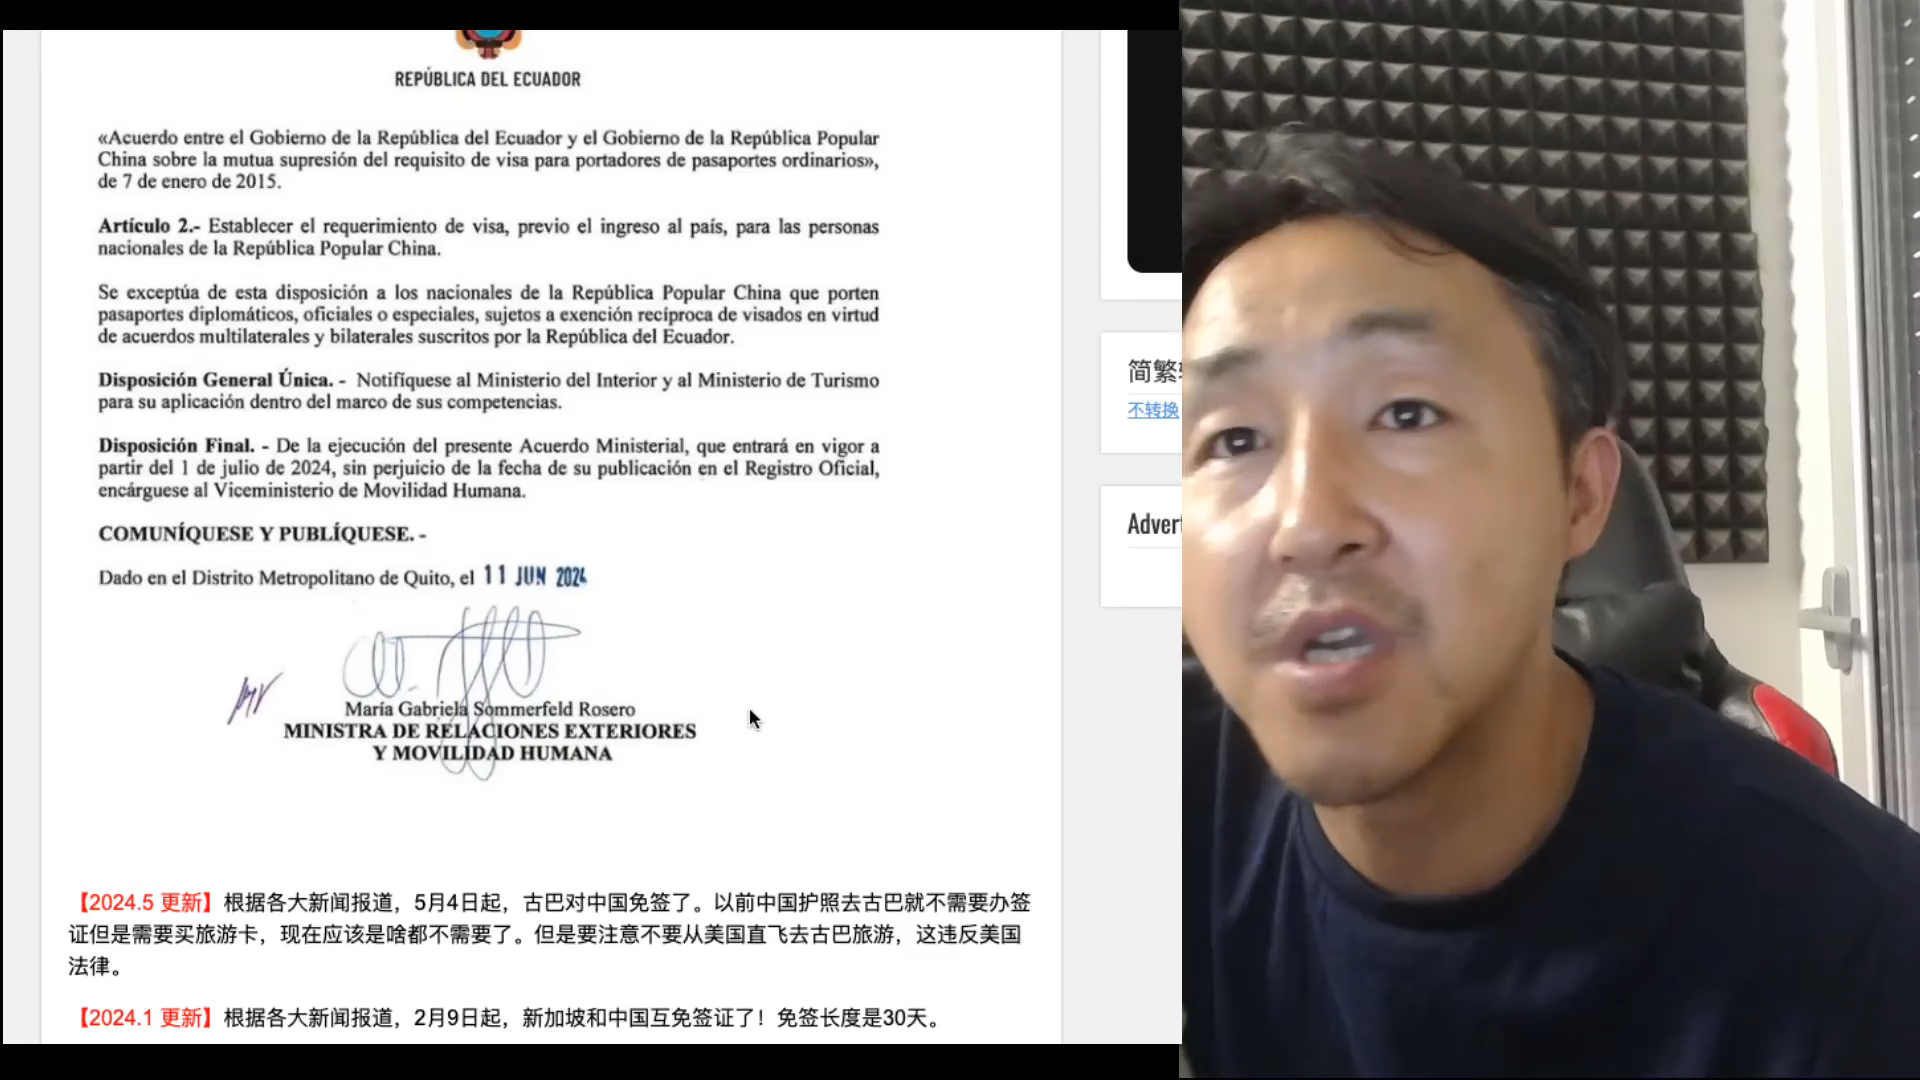 REPÚBLICA DEL ECUADOR
«Acuerdo entre el Gobierno de la República del Ecuador y el Gobierno de la República Popular
China sobre la mutua supresión del requisito de visa para portadores de pasaportes ordinarios»,
de 7 de enero de 2015.
Artículo 2.- Establecer el requerimiento de visa, previo el ingreso al país, para las personas
nacionales de la República Popular China.
Se exceptúa de esta disposición a los nacionales de la República Popular China que porten
pasaportes diplomáticos, oficiales o especiales, sujetos a exención recíproca de visados en virtud
de acuerdos multilaterales y bilaterales suscritos por la República del Ecuador.
Disposición General Única. - Notifíquese al Ministerio del Interior y al Ministerio de Turismo
para su aplicación dentro del marco de sus competencias.
Disposición Final. - De la ejecución del presente Acuerdo Ministerial, que entrará en vigor a
partir del 1 de julio de 2024, sin perjuicio de la fecha de su publicación en el Registro Oficial,
encárguese al Viceministerio de Movilidad Humana.
COMUNÍQUESE Y PUBLÍQUESE. -
Dado en el Distrito Metropolitano de Quito, el 11 JUN 2024
María Gabriela Sommerfeld Rosero
MINISTRA DE RELACIONES EXTERIORES
Y MOVILIDAD HUMANA
【2024.5 更新】根据各大新闻报道，5月4日起，古巴对中国免签了。以前中国护照去古巴就不需要办签
证但是需要买旅游卡，现在应该是啥都不需要了。但是要注意不要从美国直飞去古巴旅游，这违反美国
法律。
【2024.1 更新】根据各大新闻报道，2月9日起，新加坡和中国互免签证了！免签长度是30天。
简繁
不转换
Adver